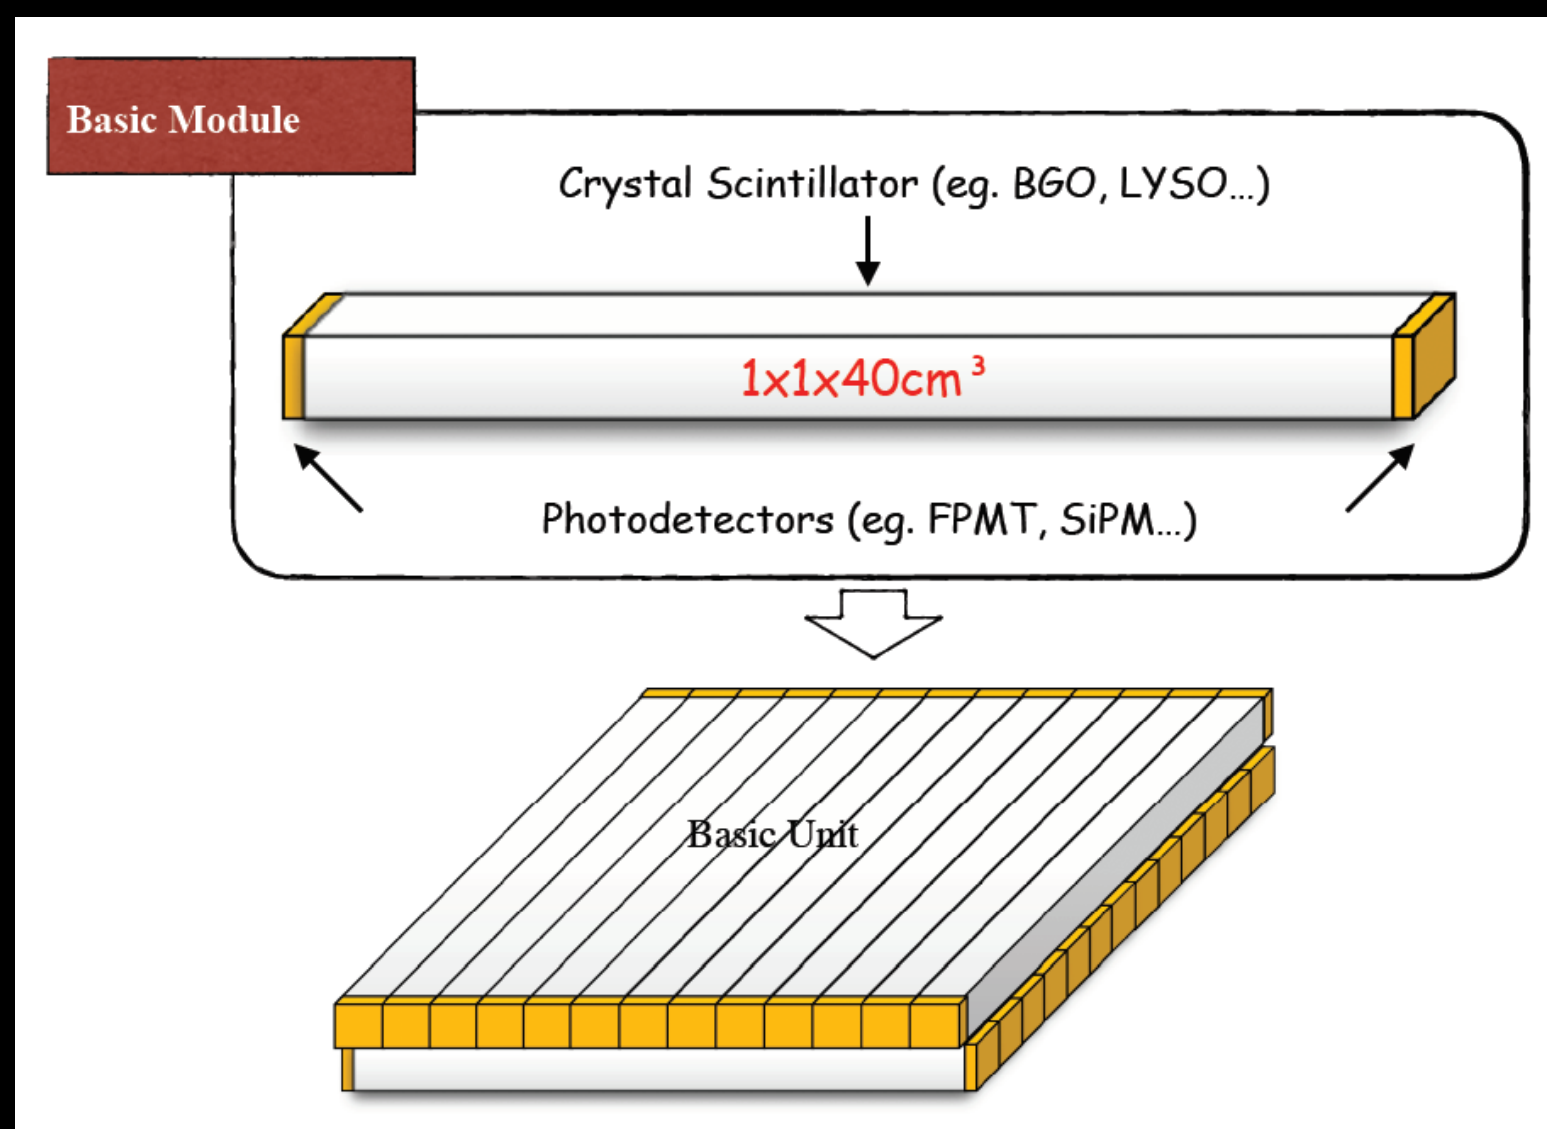 Basic Module
Crystal Scintillator (eg. BGO, LYSO...)
1x1x40cm³
Photodetectors (eg. FPMT, SiPM...)
Basic Unit